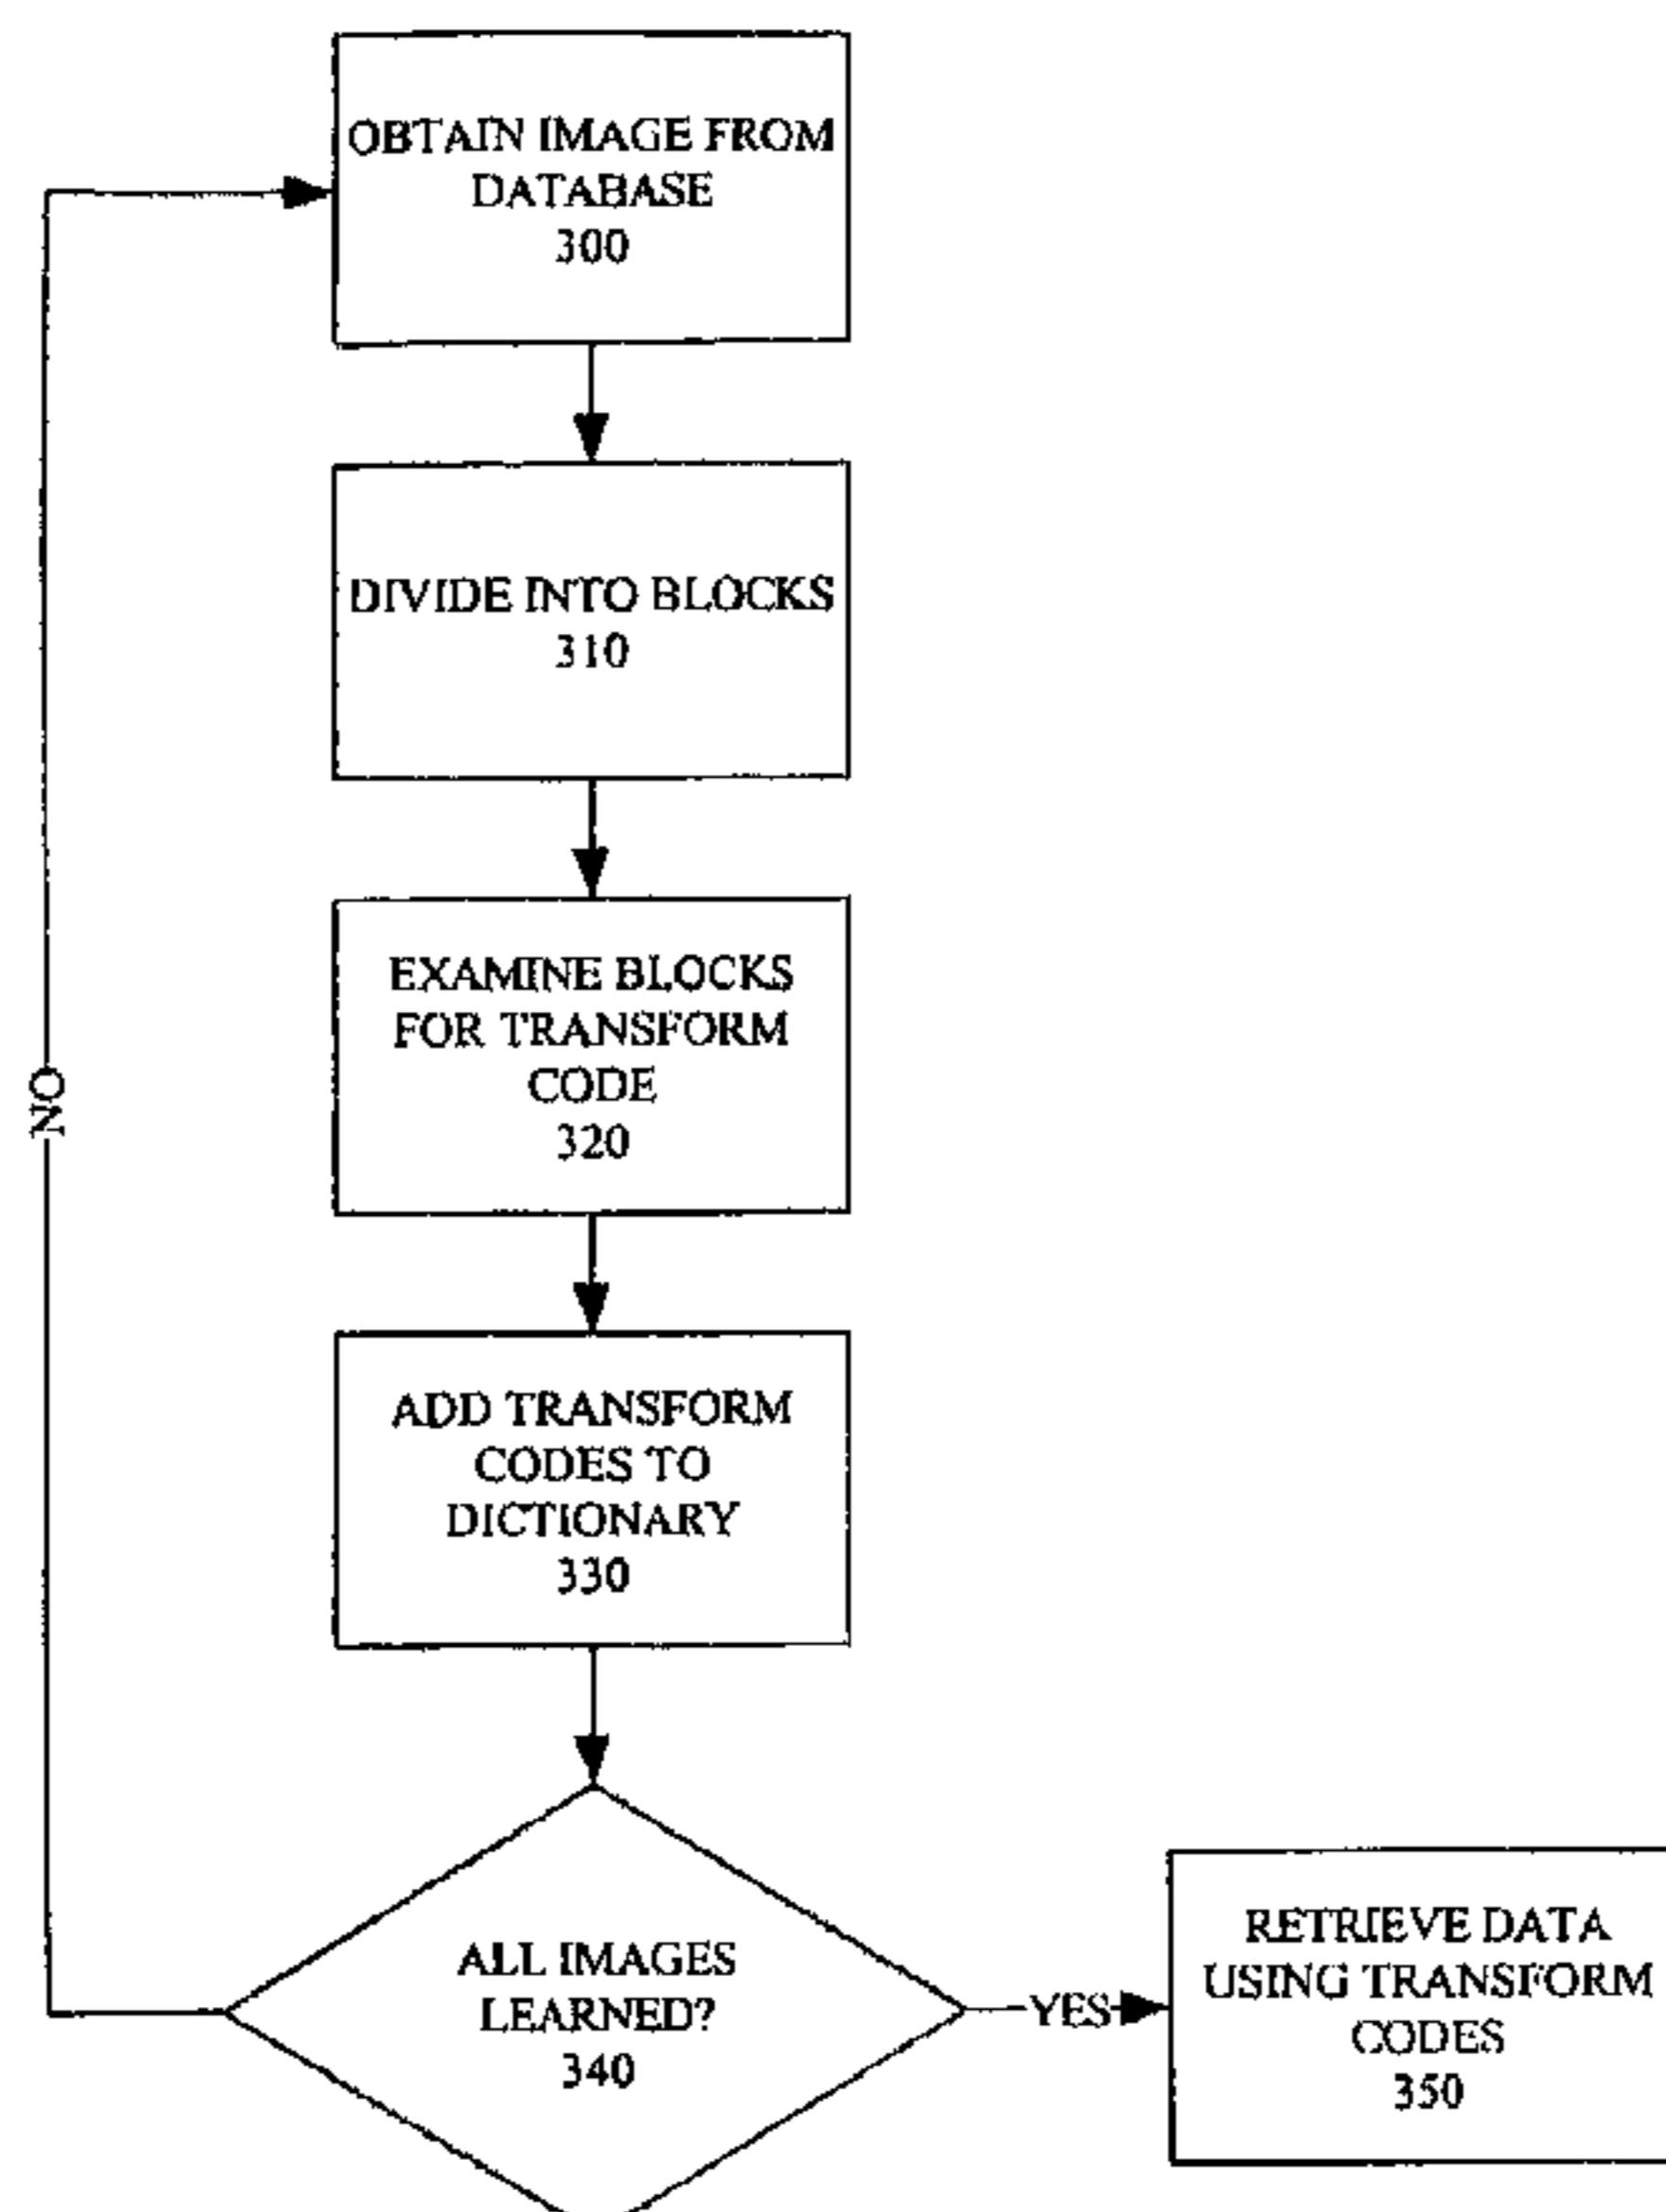 OBTAIN IMAGE FROM
DATABASE
300
DIVIDE INTO BLOCKS
310
EXAMINE BLOCKS
FOR TRANSFORM
CODE
320
NO
ADD TRANSFORM
CODES TO
DICTIONARY
330
ALL IMAGES
LEARNED?
340
YES
RETRIEVE DATA
USING TRANSFORM
CODES
350